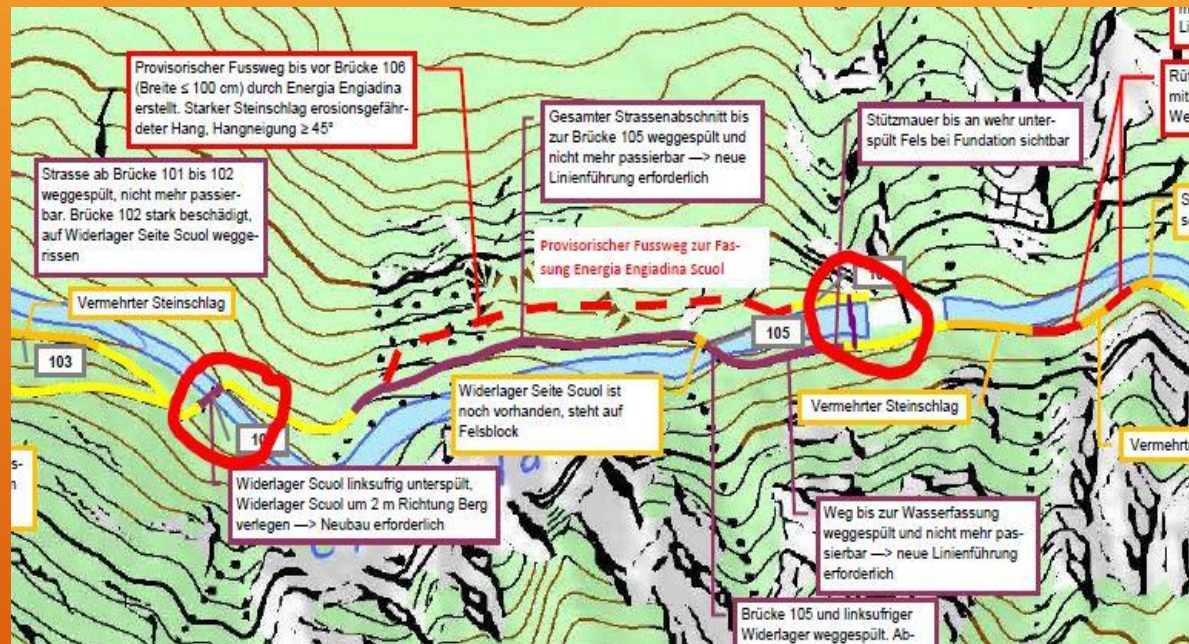 Provisorischer Fussweg bis vor Brücke 106
(Breite ≤ 100 cm) durch Energia Engiadina
erstellt. Starker Steinschlag erosionsgefähr-
deter Hang, Hangneigung ≥ 45°
Gesamter Strassenabschnitt bis
zur Brücke 105 weggespült und
nicht mehr passierbar —> neue
Linienführung erforderlich
Stützmauer bis an wehr unter-
spült Fels bei Fundation sichtbar
Strasse ab Brücke 101 bis 102
weggespült, nicht mehr passier-
bar. Brücke 102 stark beschädigt,
auf Widerlager Seite Scuol wegge-
rissen
Provisorischer Fussweg zur Fas-
sung Energia Engiadina Scuol
Vermehrter Steinschlag
103
105
Widerlager Seite Scuol ist
noch vorhanden, steht auf
Felsblock
Vermehrter Steinschlag
Widerlager Scuol linksufrig unterspült,
Widerlager Scuol um 2 m Richtung Berg
verlegen —> Neubau erforderlich
Weg bis zur Wasserfassung
weggespült und nicht mehr pas-
sierbar —> neue Linienführung
erforderlich
Brücke 105 und linksufriger
Widerlager weggespült. Ab-